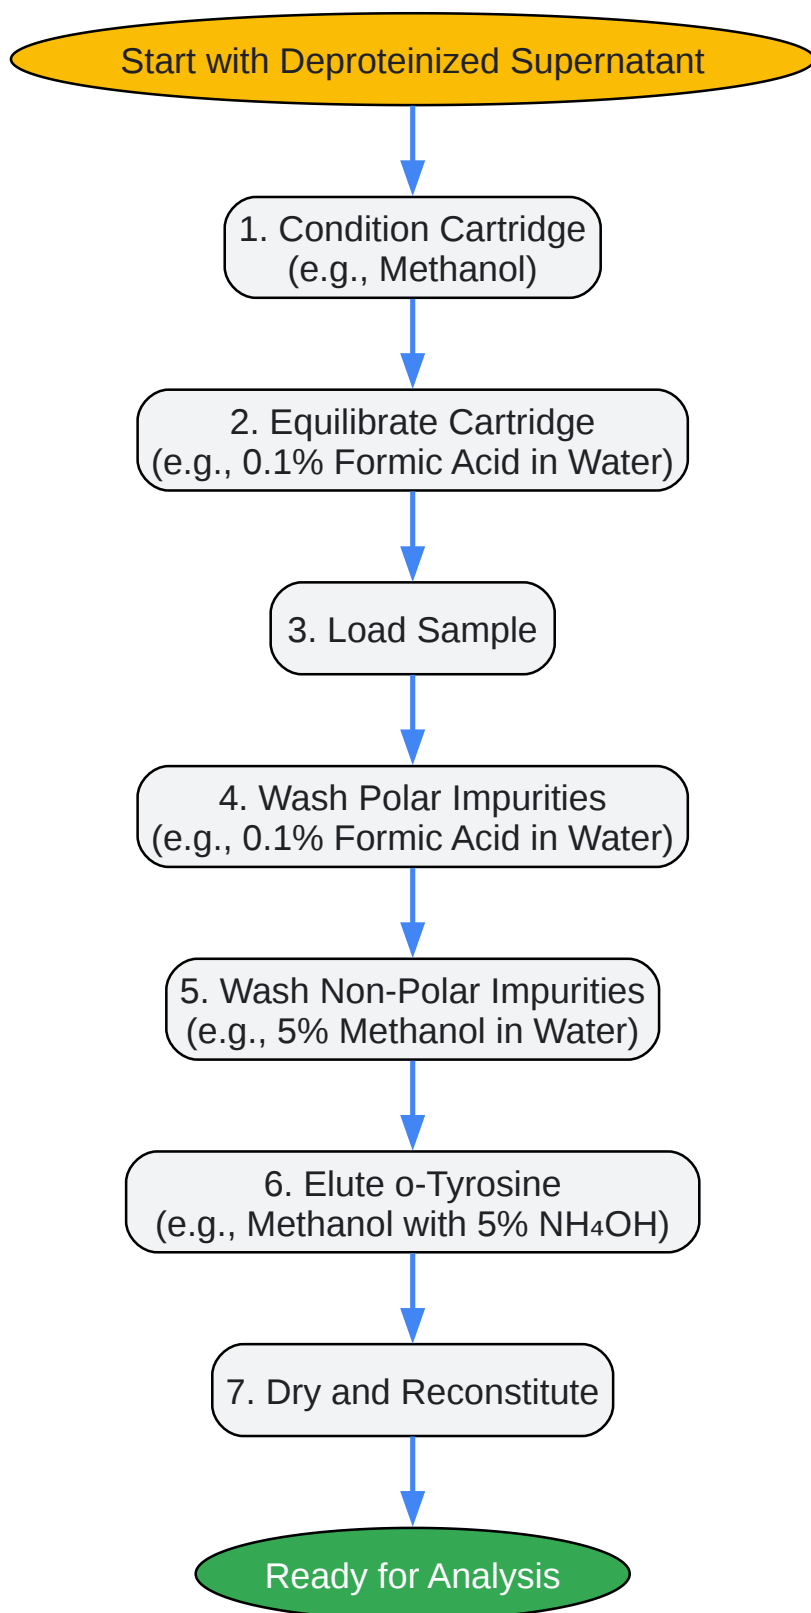 Start with Deproteinized Supernatant
1. Condition Cartridge
(e.g., Methanol)
2. Equilibrate Cartridge
(e.g., 0.1% Formic Acid in Water)
3. Load Sample
4. Wash Polar Impurities
(e.g., 0.1% Formic Acid in Water)
5. Wash Non-Polar Impurities
(e.g., 5% Methanol in Water)
6. Elute o-Tyrosine
(e.g., Methanol with 5% NH₄OH)
7. Dry and Reconstitute
Ready for Analysis